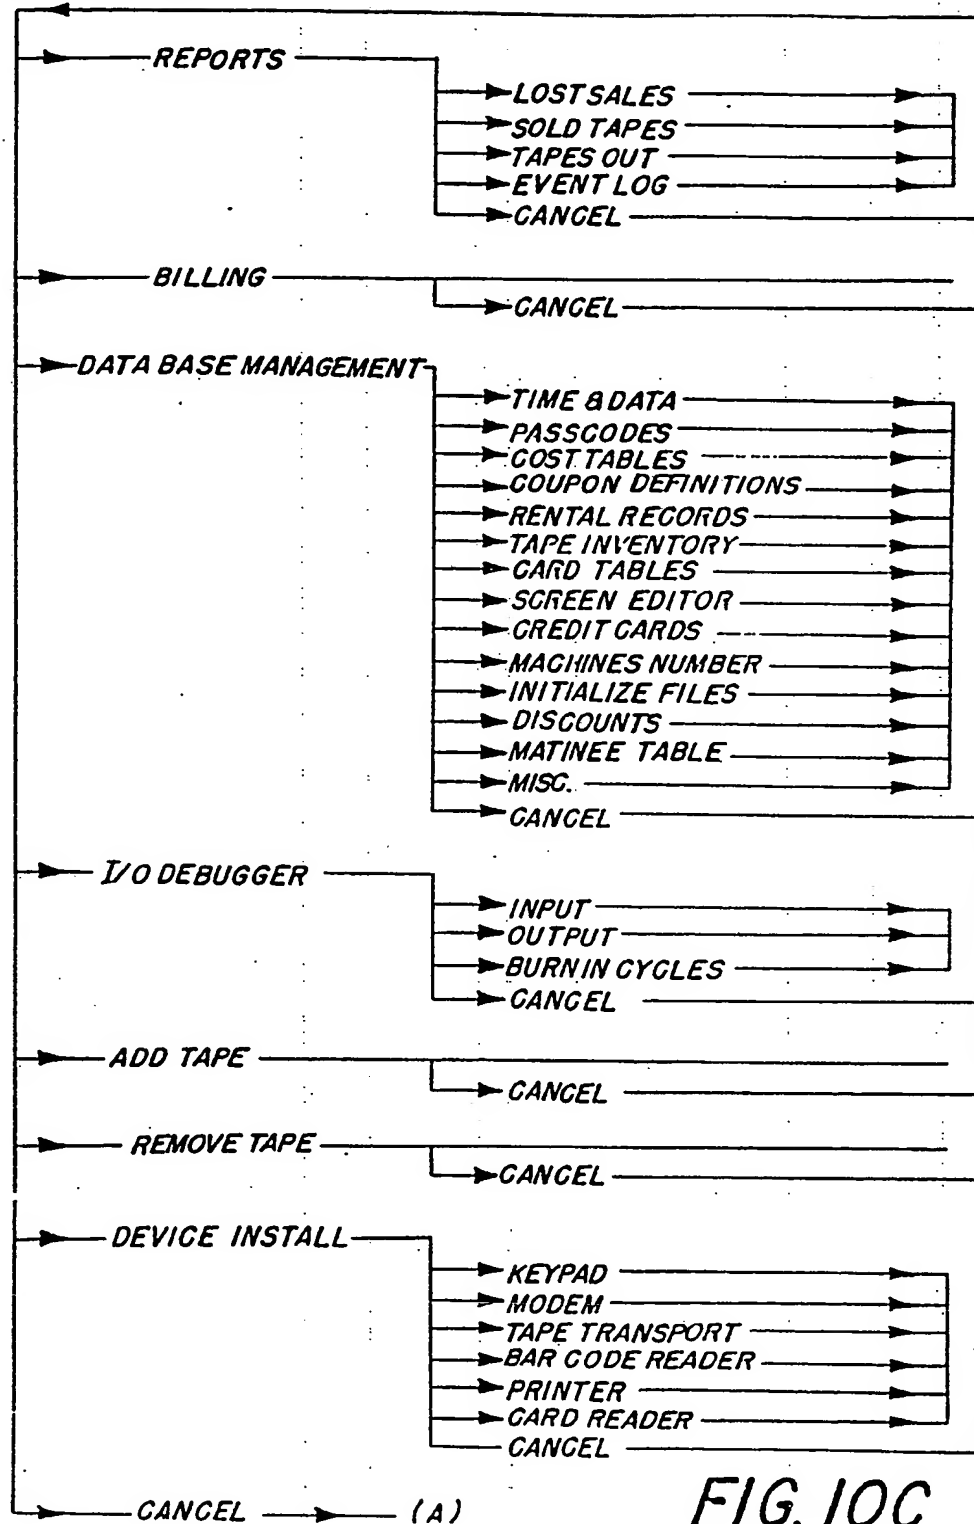 REPORTS
LOST SALES
SOLD TAPES
TAPES OUT
EVENT LOG
CANCEL
BILLING
CANCEL
DATA BASE MANAGEMENT
TIME & DATA
PASSCODES
COST TABLES
COUPON DEFINITIONS
RENTAL RECORDS
TAPE INVENTORY
CARD TABLES
SCREEN EDITOR
CREDIT CARDS
MACHINES NUMBER
INITIALIZE FILES
DISCOUNTS
MATINEE TABLE
MISC.
CANCEL
I/O DEBUGGER
INPUT
OUTPUT
BURNIN CYCLES
CANCEL
ADD TAPE
CANCEL
REMOVE TAPE
CANCEL
DEVICE INSTALL
KEYPAD
MODEM
TAPE TRANSPORT
BAR CODE READER
PRINTER
CARD READER
CANCEL
CANCEL (A)
FIG. 10C